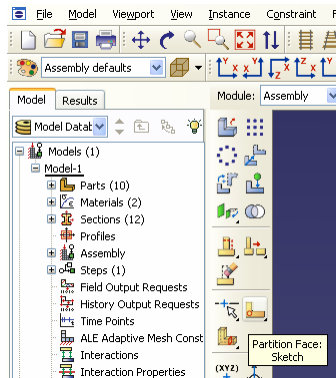 File Model Viewport View Instance Constraint
Assembly defaults
Model Results
Module: Assembly
Model Datab
Models (1)
Model-1
Parts (10)
Materials (2)
Sections (12)
Profiles
Assembly
Steps (1)
Field Output Requests
History Output Requests
Time Points
ALE Adaptive Mesh Const
Interactions
Interaction Properties
Partition Face:
Sketch
(XYZ)